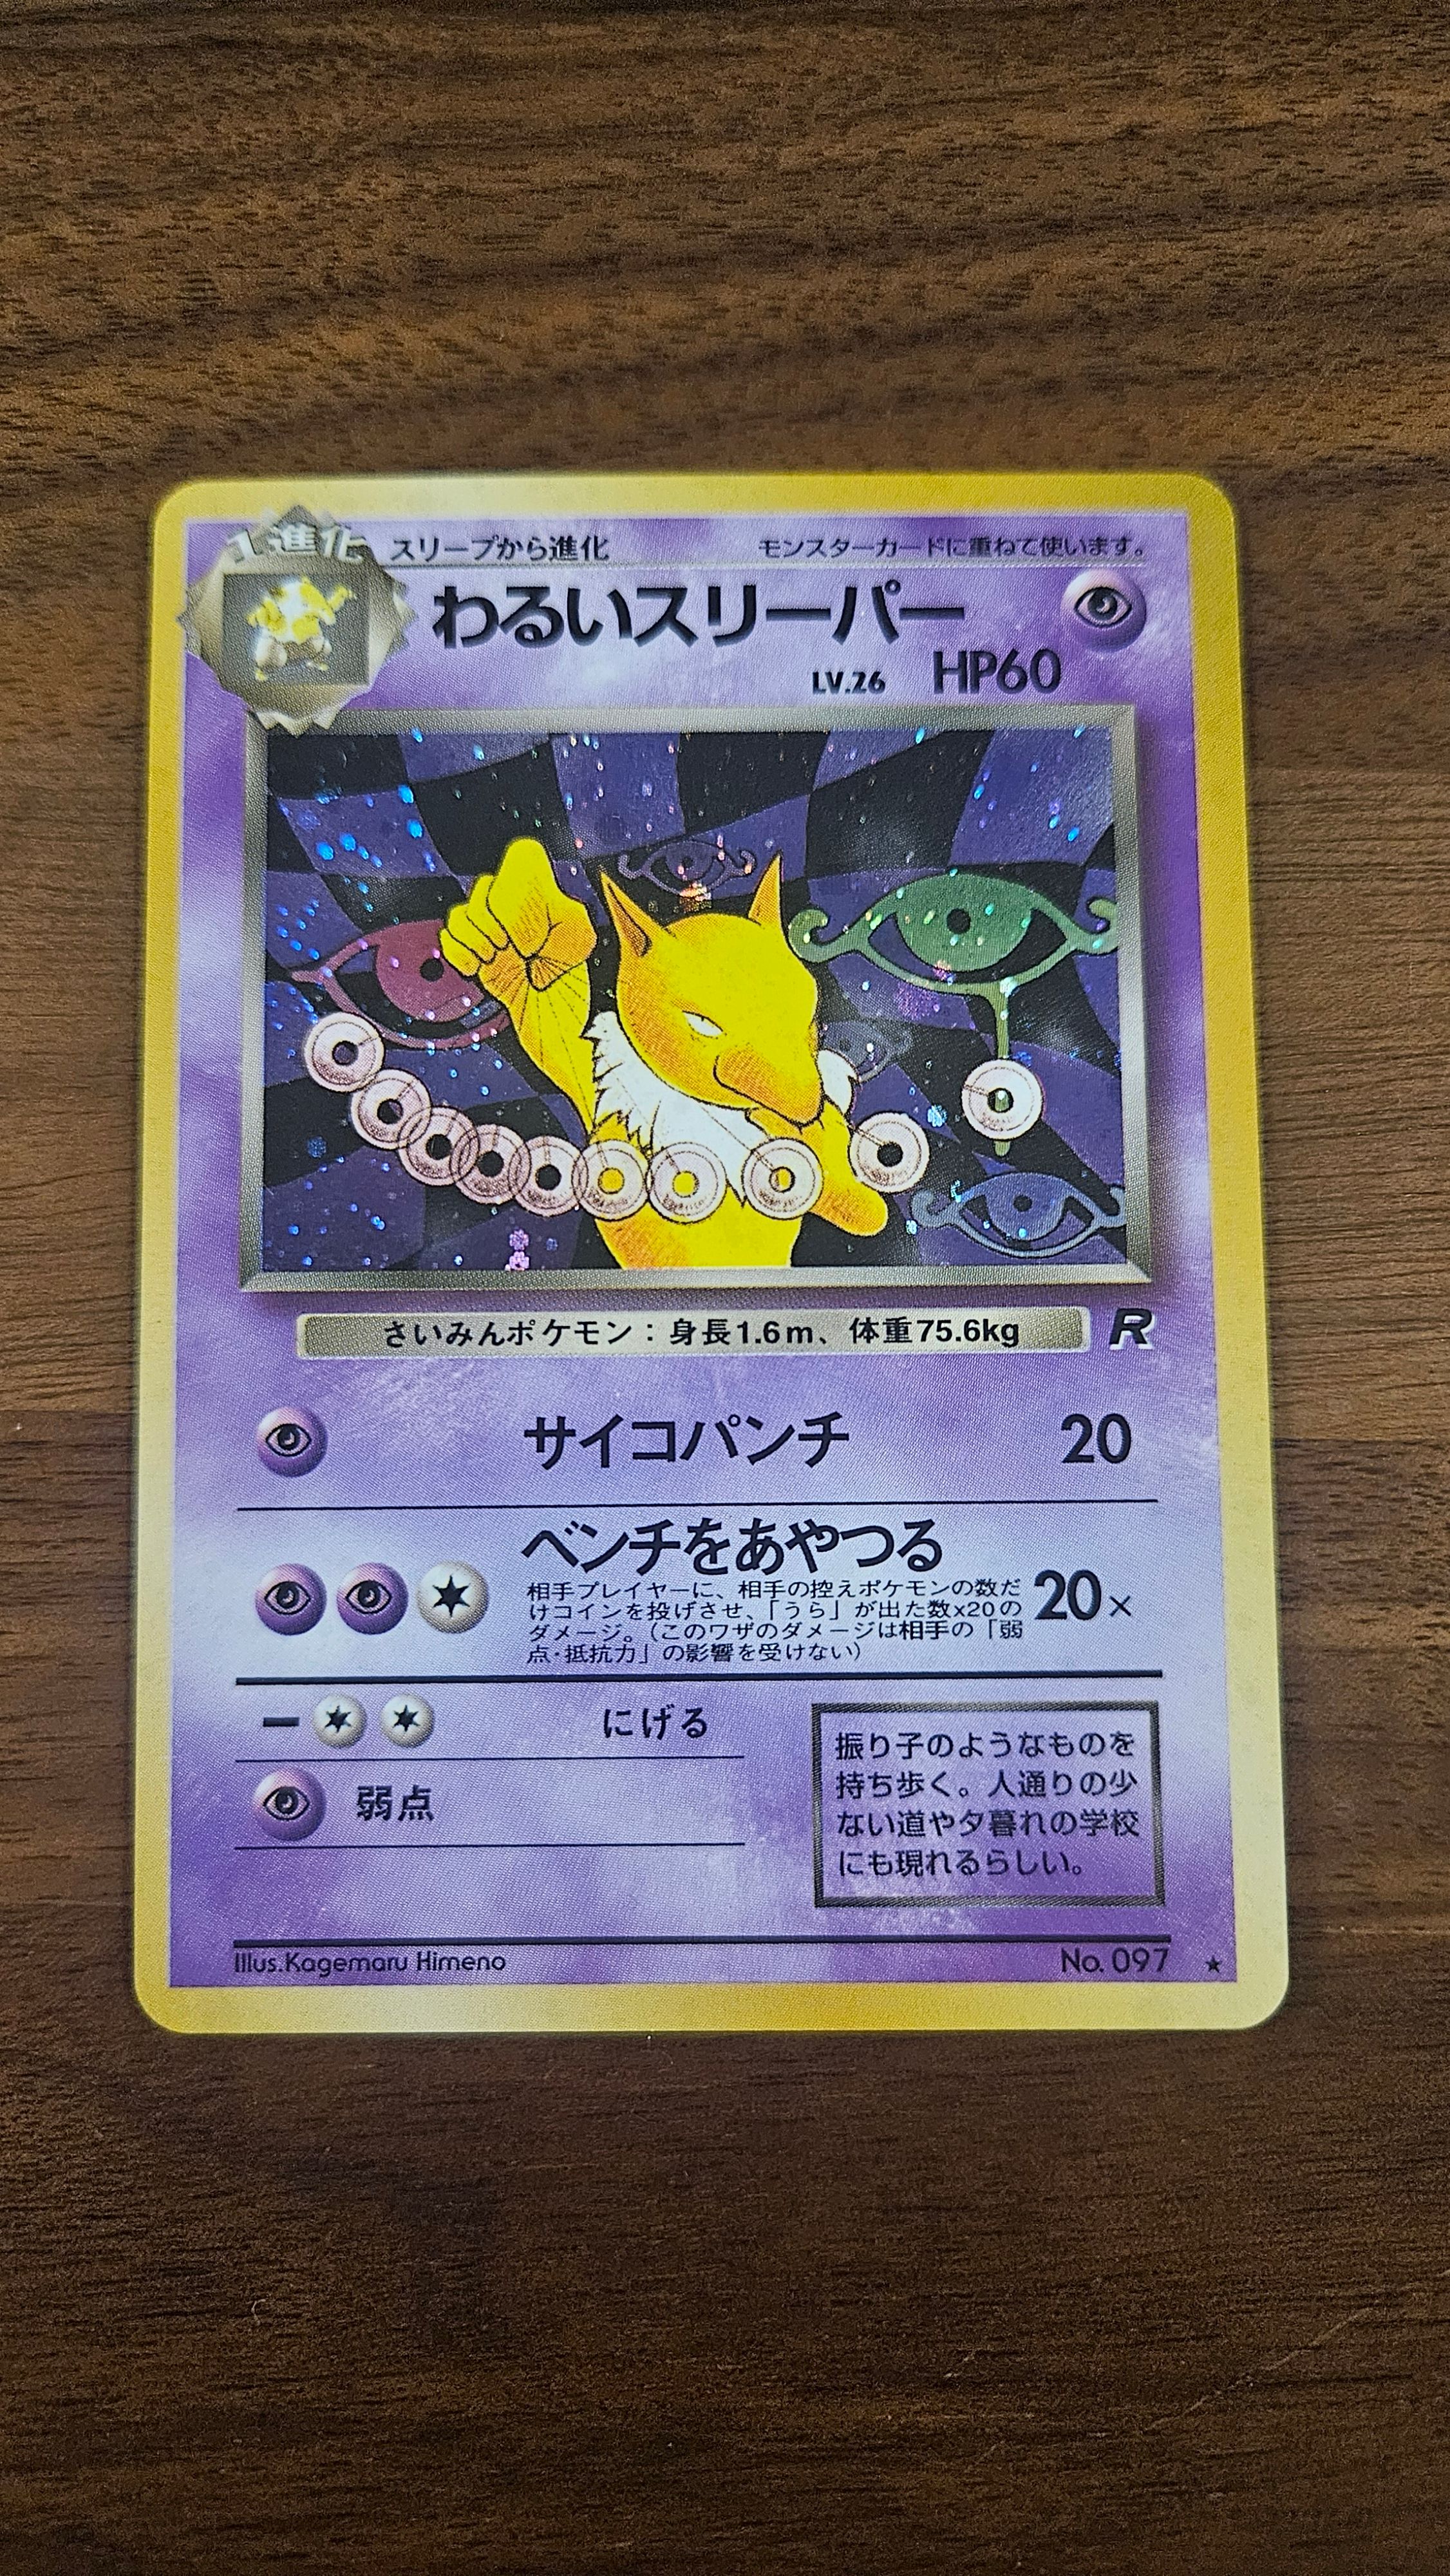 1進化
スリープから進化
モンスターカードに重ねて使います。
わるいスリーパー
LV.26 HP60
さいみんポケモン：身長1.6m、体重75.6kg
R
サイコパンチ 20
ベンチをあやつる
相手プレイヤーに、相手の控えポケモンの数だ
けコインを投げさせ、「うら」が出た数x20の
ダメージ。（このワザのダメージは相手の「弱
点・抵抗力」の影響を受けない）
20×
にげる
弱点
振り子のようなものを
持ち歩く。人通りの少
ない道や夕暮れの学校
にも現れるらしい。
Illus.Kagemaru Himeno
No. 097 ★